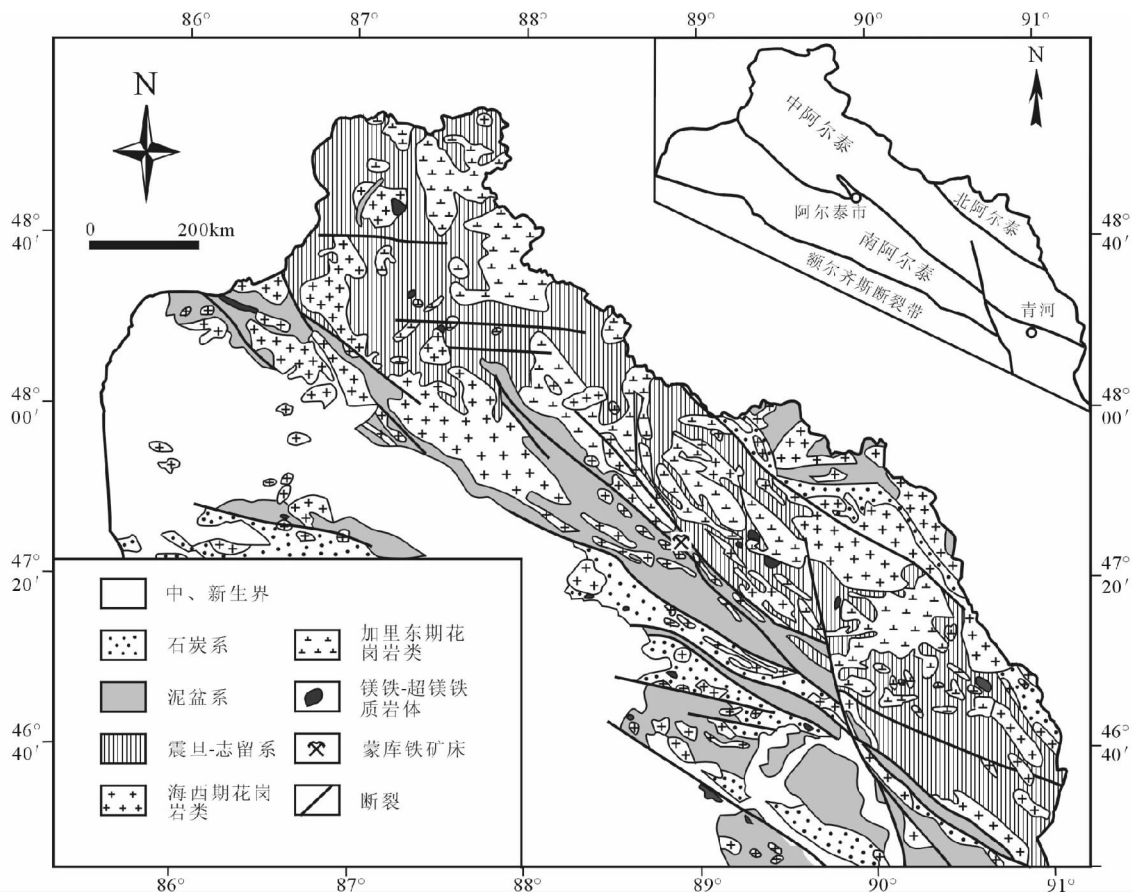 86°
87°
88°
89°
90°
91°
N
N
0
200km
中阿尔泰
北阿尔泰
阿尔泰市
南阿尔泰
额尔齐斯断裂带
青河
48°
40′
48°
40′
48°
00′
48°
00′
47°
20′
47°
20′
46°
40′
46°
40′
中、新生界
石炭系
泥盆系
震旦-志留系
海西期花岗
岩类
加里东期花
岗岩类
镁铁-超镁铁
质岩体
蒙库铁矿床
断裂
86°
87°
88°
89°
90°
91°